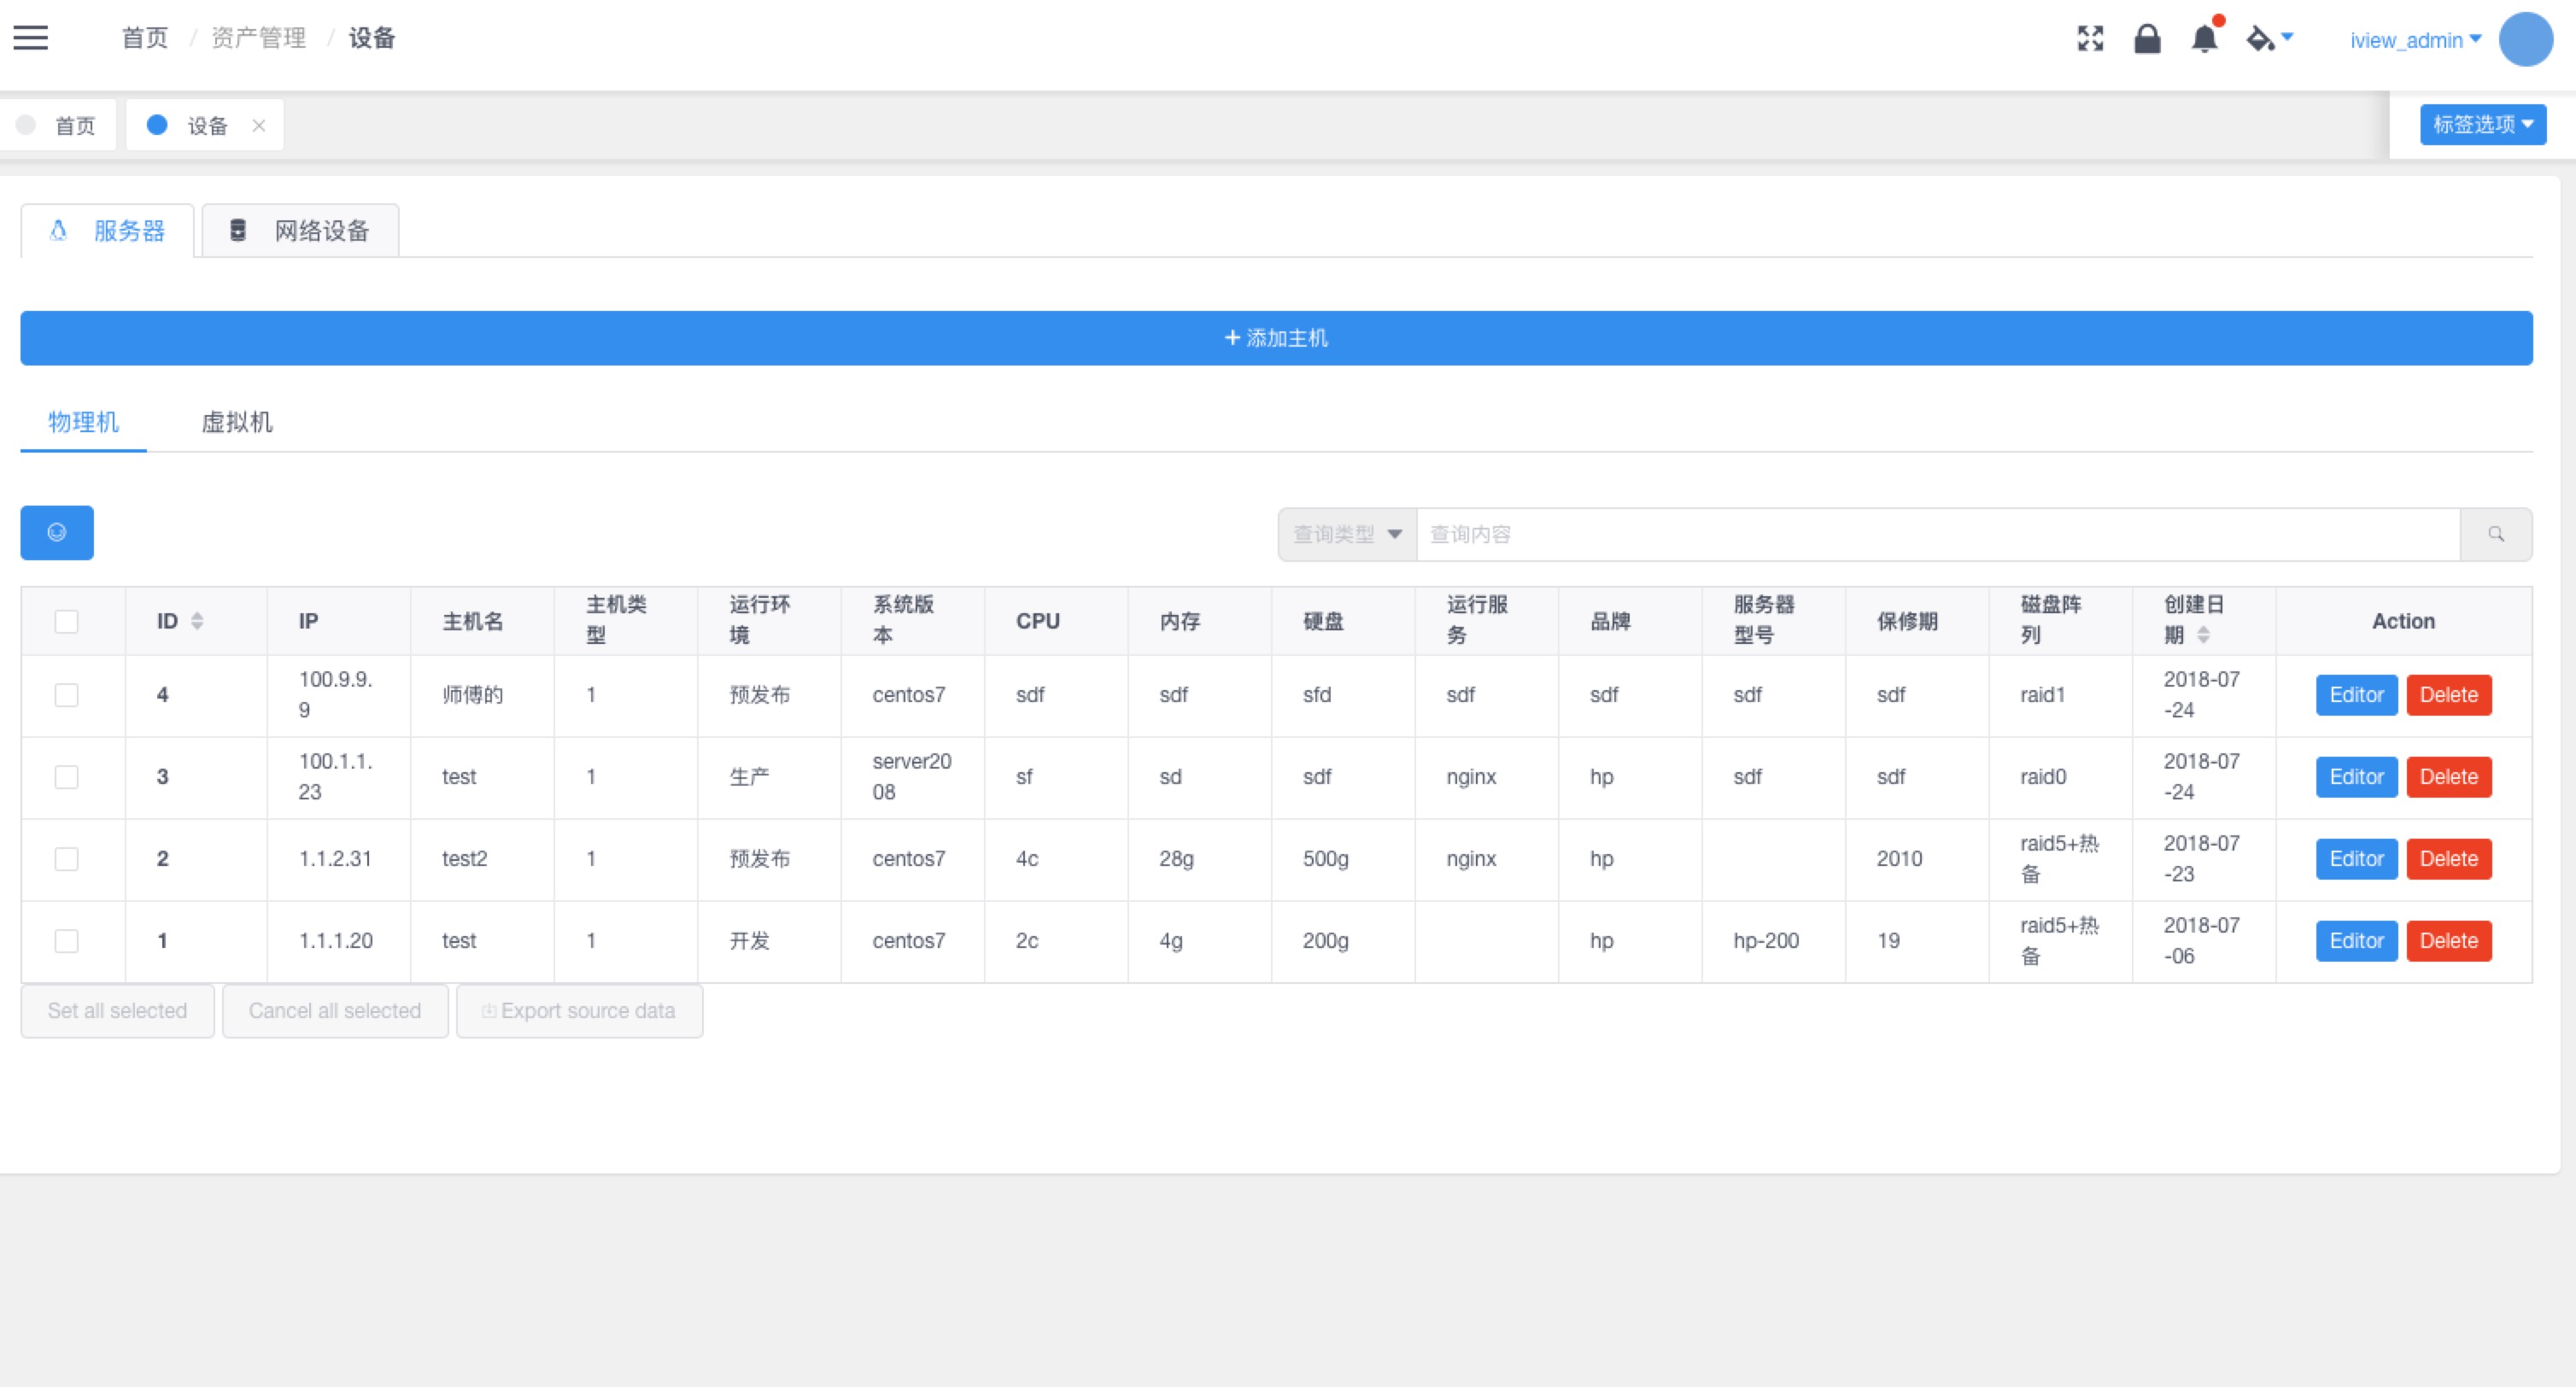 首页 / 资产管理 / 设备
iview_admin
首页
设备
标签选项
服务器
网络设备
+ 添加主机
物理机
虚拟机
查询类型
查询内容
ID IP 主机名 主机类型 运行环境 系统版本 CPU 内存 硬盘 运行服务 品牌 服务器型号 保修期 磁盘阵列 创建日期 Action
4 100.9.9.9 师傅的 1 预发布 centos7 sdf sdf sfd sdf sdf sdf sdf raid1 2018-07-24 Editor Delete
3 100.1.1.23 test 1 生产 server2008 sf sd sdf nginx hp sdf sdf raid0 2018-07-24 Editor Delete
2 1.1.2.31 test2 1 预发布 centos7 4c 28g 500g nginx hp 2010 raid5+热备 2018-07-23 Editor Delete
1 1.1.1.20 test 1 开发 centos7 2c 4g 200g hp hp-200 19 raid5+热备 2018-07-06 Editor Delete
Set all selected
Cancel all selected
Export source data